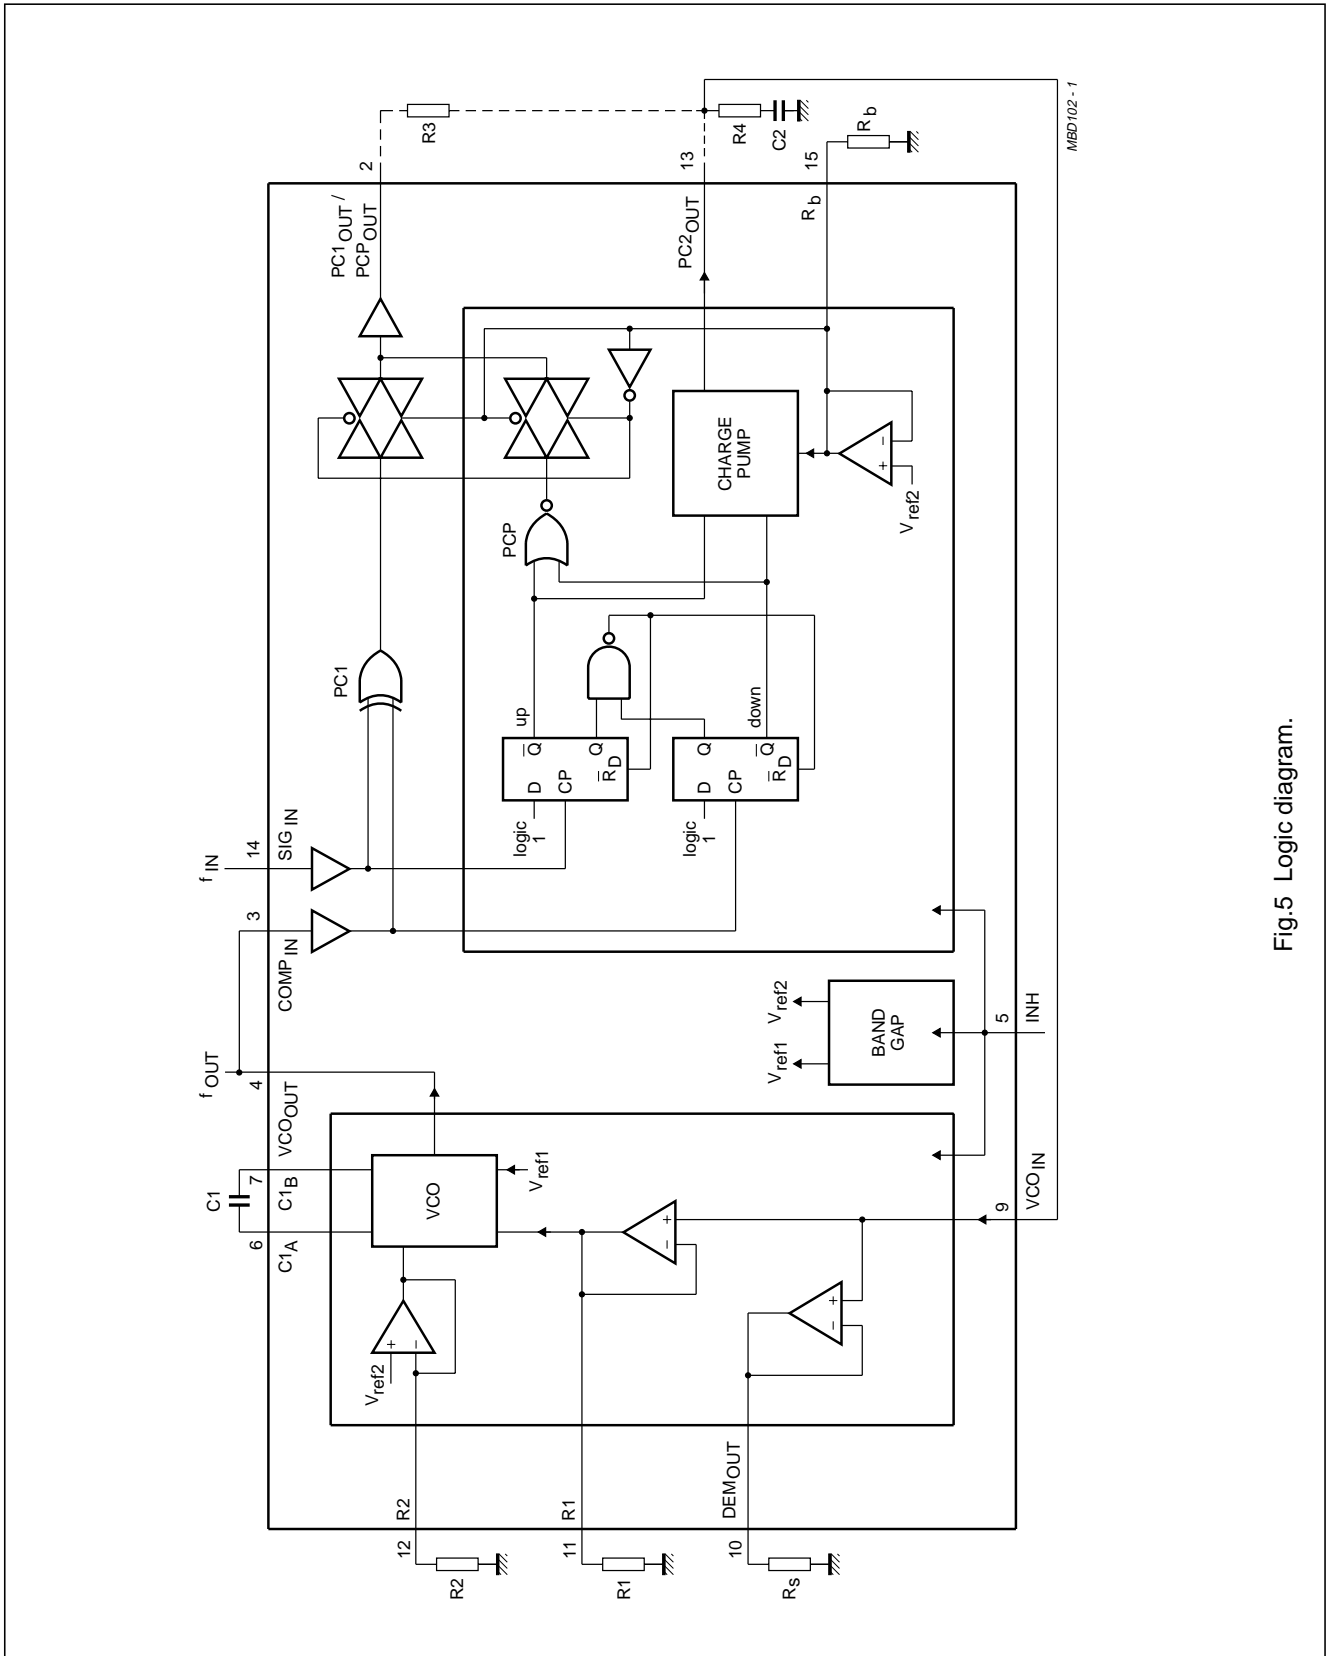 C1
6
7
C1A
C1B
VCOOUT
4
fOUT
3
COMPIN
fIN
14
SIGIN
PC1
PC1OUT/
PCPOUT
2
R3
12
R2
R2
Vref2
+
−
VCO
Vref1
11
R1
R1
−
+
10
DEMOUT
Rs
−
+
9
VCOIN
Vref1
Vref2
BAND
GAP
5
INH
logic
1
D
Q
up
CP
Q
RD
logic
1
D
Q
CP
Q
down
RD
PCP
CHARGE
PUMP
Vref2
+
−
PC2OUT
13
R4
C2
Rb
15
Rb
MBD102 - 1
Fig.5 Logic diagram.